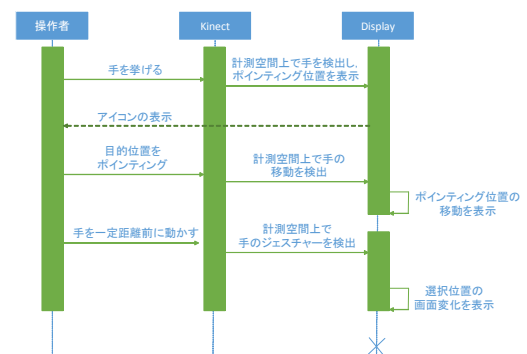 操作者
Kinect
Display
手を挙げる
計測空間上で手を検出し,
ポインティング位置を表示
アイコンの表示
目的位置を
ポインティング
計測空間上で手の
移動を検出
ポインティング位置の
移動を表示
手を一定距離前に動かす
計測空間上で
手のジェスチャーを検出
選択位置の
画面変化を表示